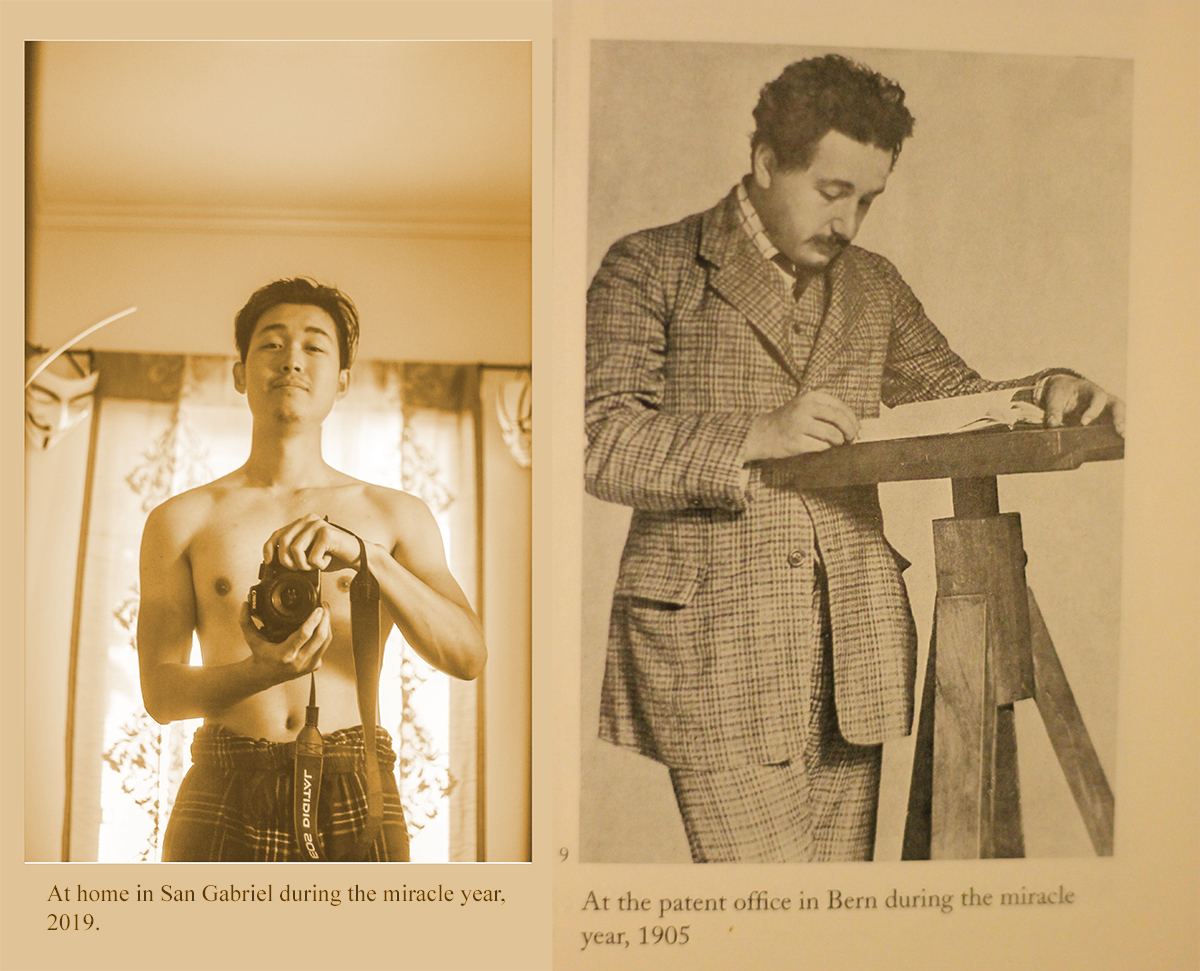 Canon
EOS DIGITAL
At home in San Gabriel during the miracle year,
2019.
9
At the patent office in Bern during the miracle
year, 1905